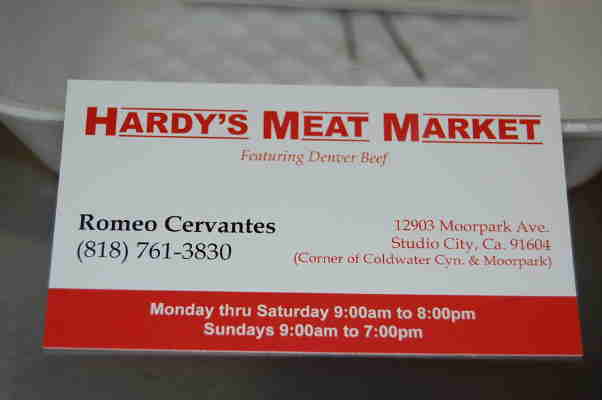 HARDY'S MEAT MARKET
Featuring Denver Beef
Romeo Cervantes
(818) 761-3830
12903 Moorpark Ave.
Studio City, Ca. 91604
(Corner of Coldwater Cyn. & Moorpark)
Monday thru Saturday 9:00am to 8:00pm
Sundays 9:00am to 7:00pm